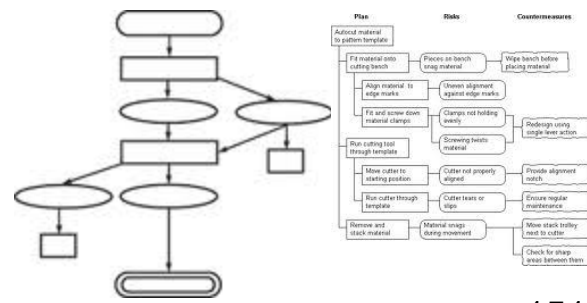 Plan Risks Countermeasures
Autocut material
to pattern template
Fit material onto
cutting bench
Pieces on bench
snag material
Wipe bench before
placing material
Align material to
edge marks
Uneven alignment
against edge marks
Fit and screw down
material clamps
Clamps not holding
evenly
Redesign using
single lever action
Screwing twists
material
Run cutting tool
through template
Move cutter to
starting position
Cutter not properly
aligned
Provide alignment
notch
Run cutter through
template
Cutter tears or
slips
Ensure regular
maintenance
Remove and
stack material
Material snags
during movement
Move stack trolley
next to cutter
Check for sharp
areas between them